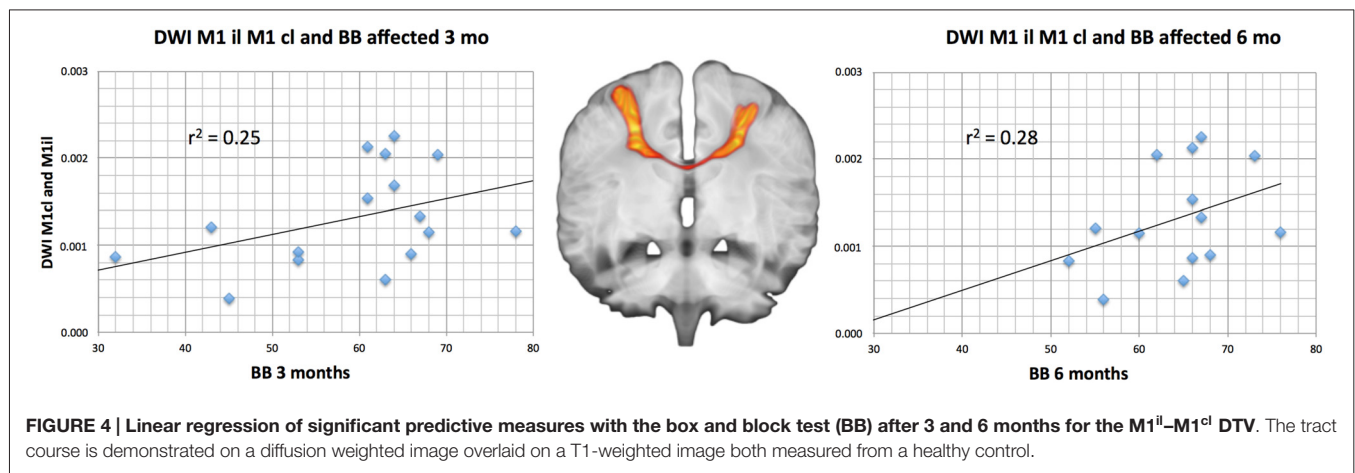 DWI M1 il M1 cl and BB affected 3 mo
0.003
0.002
0.001
0.000
DWI M1cl and M1il
r² = 0.25
30 40 50 60 70 80
BB 3 months
DWI M1 il M1 cl and BB affected 6 mo
0.003
0.002
0.001
0.000
r² = 0.28
30 40 50 60 70 80
BB 6 months
FIGURE 4 | Linear regression of significant predictive measures with the box and block test (BB) after 3 and 6 months for the M1ⁱˡ–M1ᶜˡ DTV. The tract
course is demonstrated on a diffusion weighted image overlaid on a T1-weighted image both measured from a healthy control.